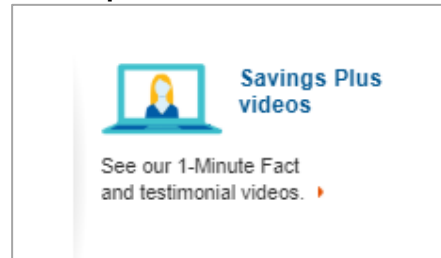 Savings Plus
videos
See our 1-Minute Fact
and testimonial videos.